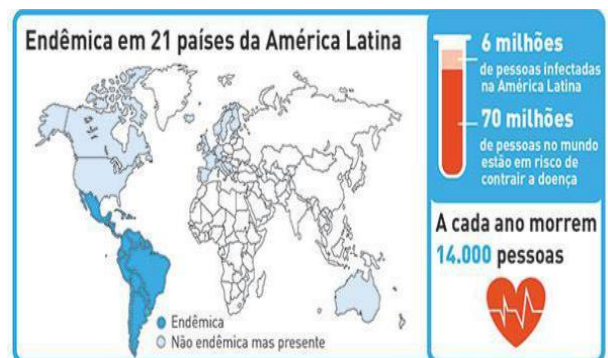 Endêmica em 21 países da América Latina
Endêmica
Não endêmica mas presente
6 milhões
de pessoas infectadas
na América Latina
70 milhões
de pessoas no mundo
estão em risco de
contrair a doença
A cada ano morrem
14.000 pessoas